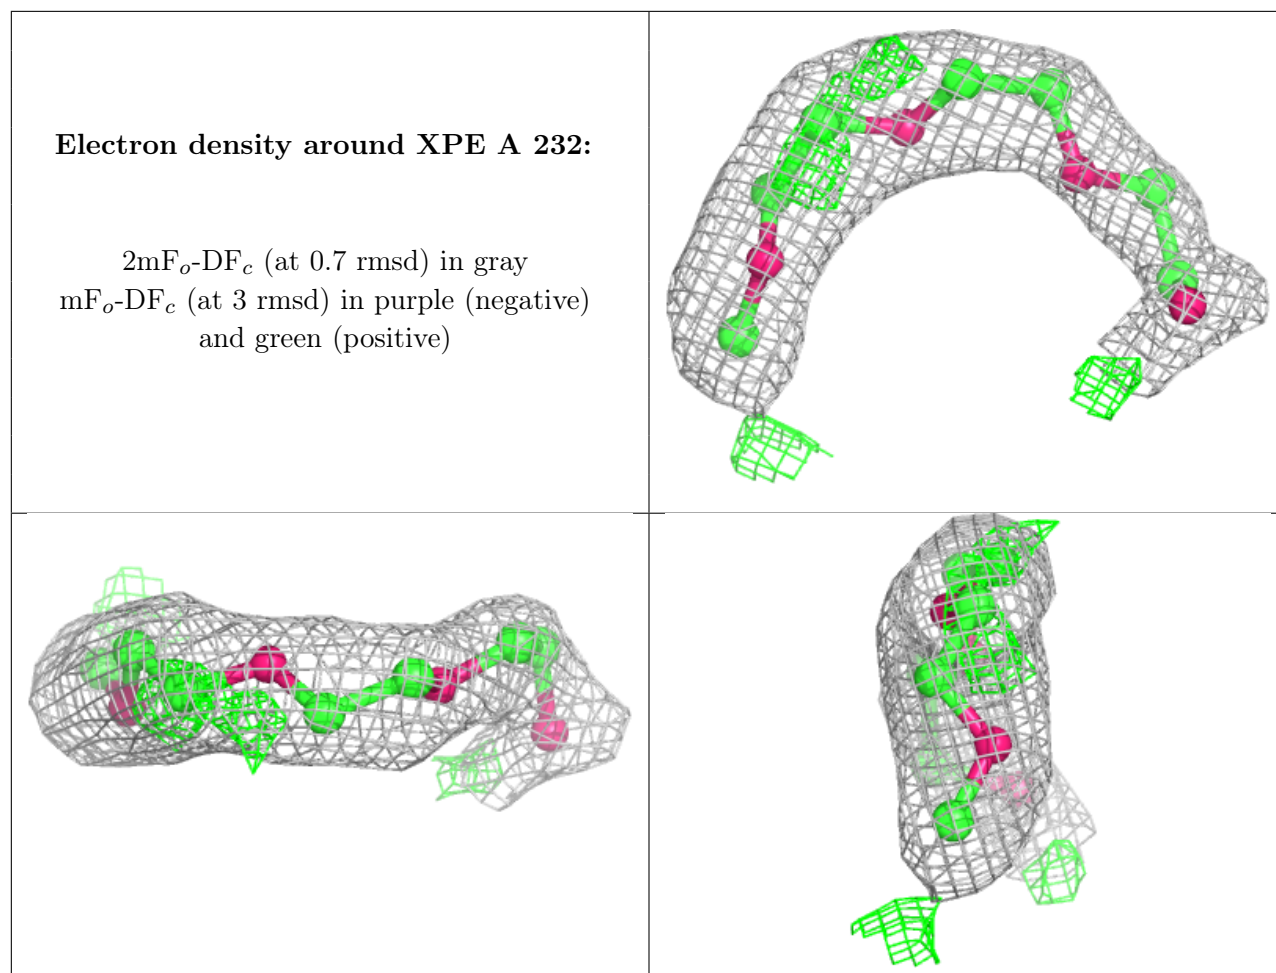 Electron density around XPE A 232:
2mFₒ-DF𝒸 (at 0.7 rmsd) in gray
mFₒ-DF𝒸 (at 3 rmsd) in purple (negative)
and green (positive)